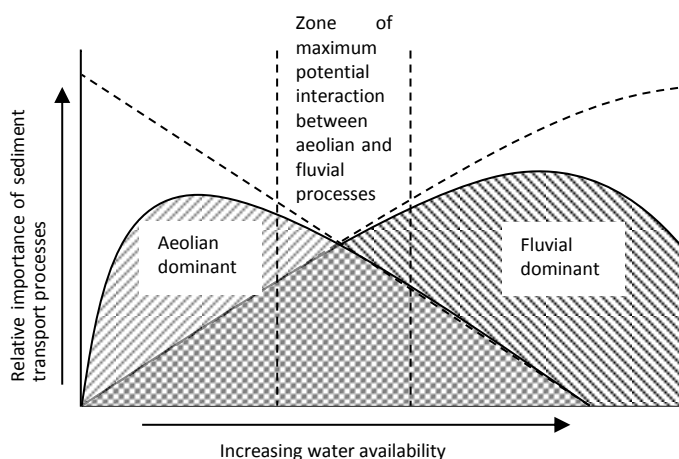 Zone of
maximum
potential
interaction
between
aeolian and
fluvial
processes
Relative importance of sediment
transport processes
Aeolian
dominant
Fluvial
dominant
Increasing water availability